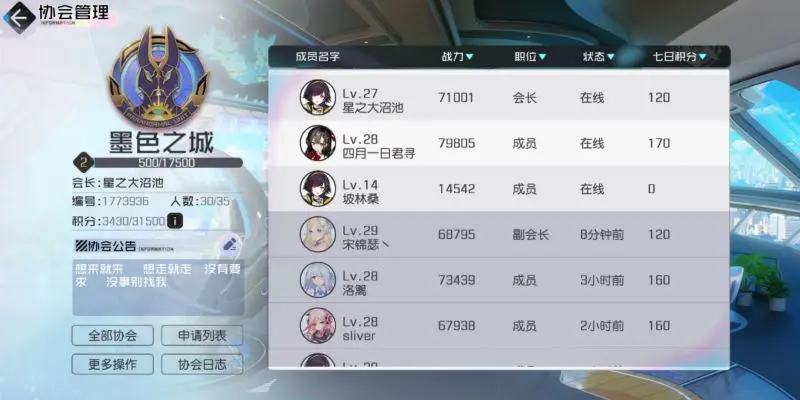 协会管理
INFORMATION
PARANORMAL UNIT
墨色之城
2 500/17500
会长:星之大沼池
编号:1773936 人数:30/35
积分:3430/31500 i
协会公告 INFORMATION
想来就来 想走就走 没有要
求 没事别找我
全部协会 申请列表
更多操作 协会日志
成员名字 战力 职位 状态 七日积分
Lv.27
星之大沼池 71001 会长 在线 120
Lv.28
四月一日君寻 79805 成员 在线 170
Lv.14
坡林桑 14542 成员 在线 0
Lv.29
宋锦瑟丶 68795 副会长 8分钟前 120
Lv.28
洛篱 73439 成员 3小时前 160
Lv.28
sliver 67938 成员 2小时前 160